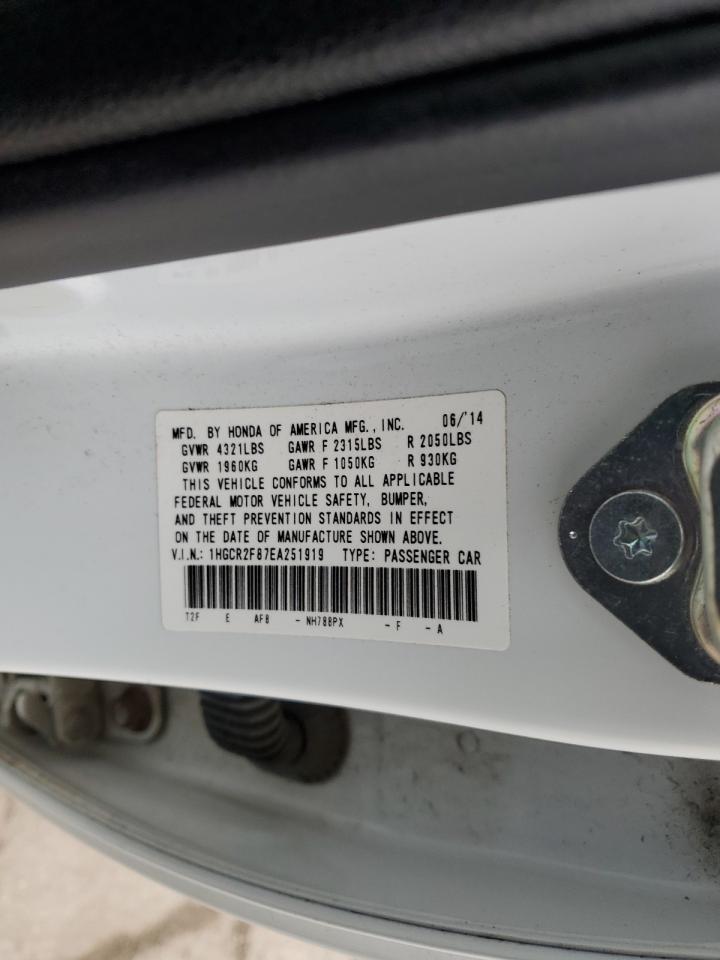 MFD. BY HONDA OF AMERICA MFG., INC. 06/'14
GVWR 4321LBS GAWR F 2315LBS R 2050LBS
GVWR 1960KG GAWR F 1050KG R 930KG
THIS VEHICLE CONFORMS TO ALL APPLICABLE
FEDERAL MOTOR VEHICLE SAFETY, BUMPER,
AND THEFT PREVENTION STANDARDS IN EFFECT
ON THE DATE OF MANUFACTURE SHOWN ABOVE.
V.I.N.: 1HGCR2F87EA251919 TYPE: PASSENGER CAR
T2F E AF8 - NH788PX - F - A